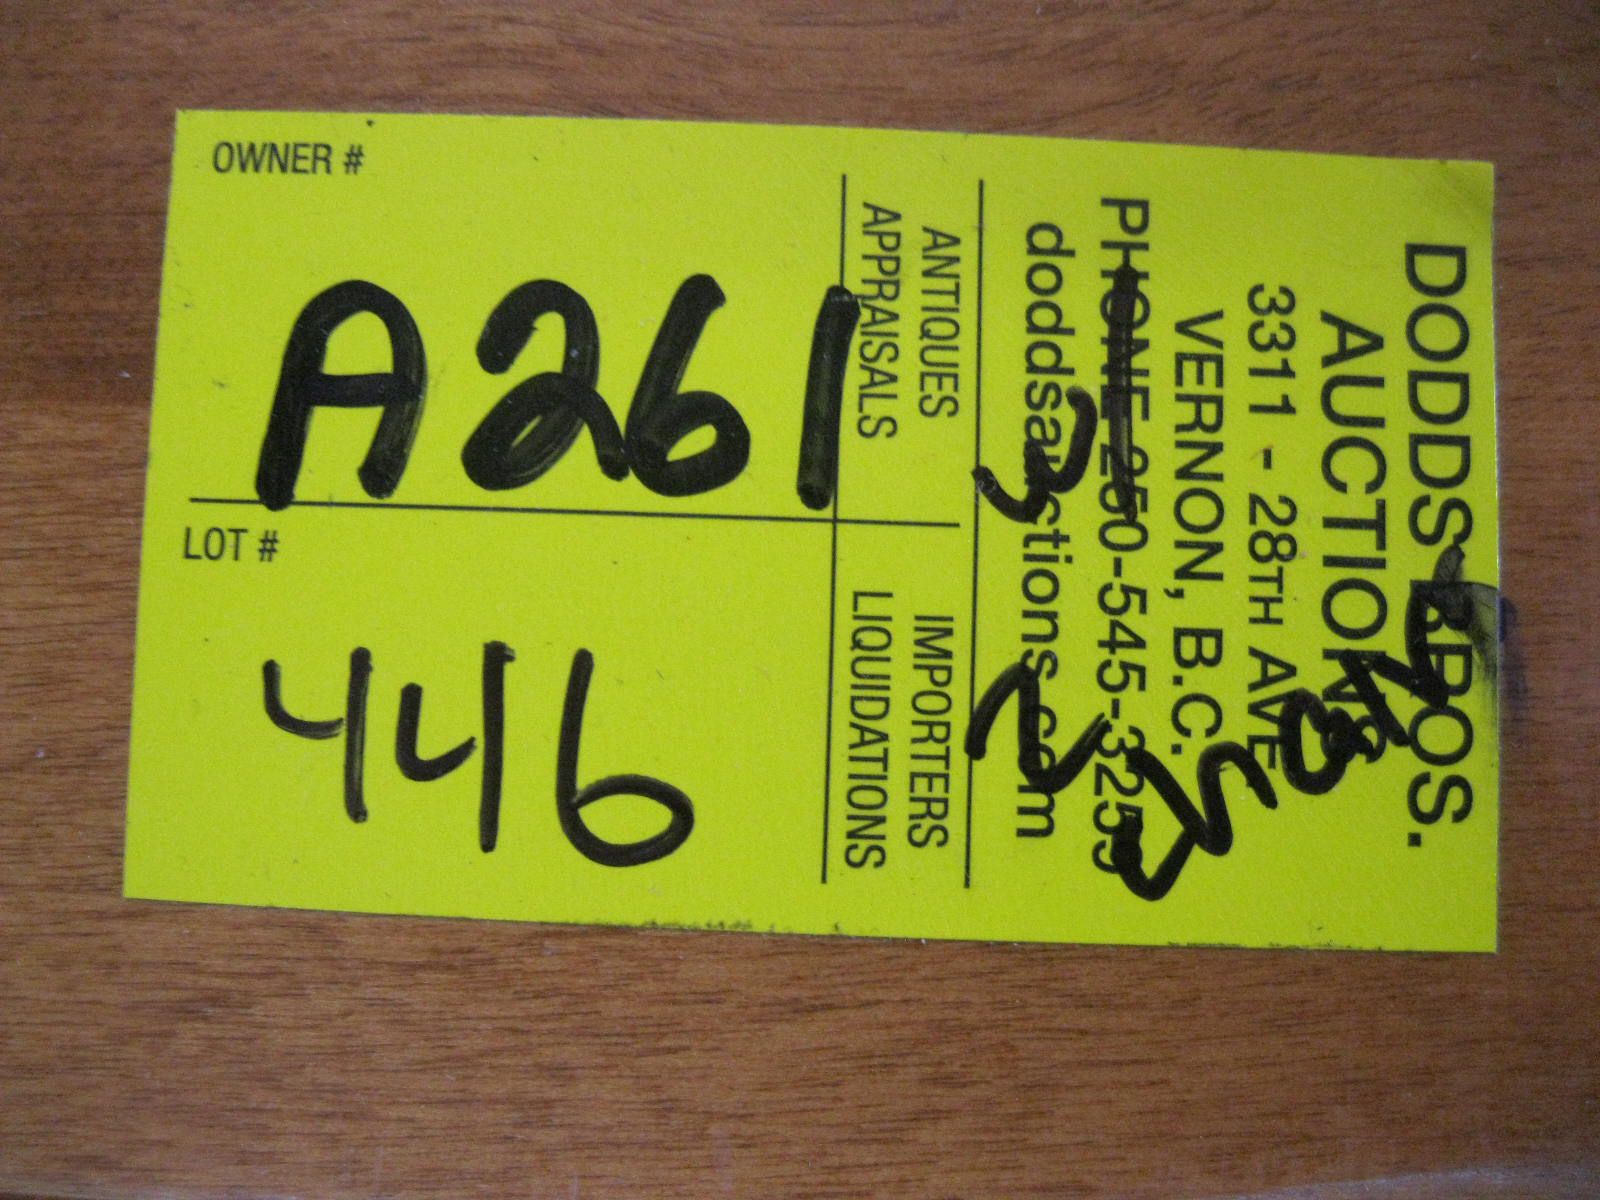 OWNER #
A261
LOT #
446
ANTIQUES
APPRAISALS
IMPORTERS
LIQUIDATIONS
DODDS BROS.
AUCTIONS
3311 - 28TH AVE
VERNON, B.C.
PHONE 250-545-3259
doddsauctions.com